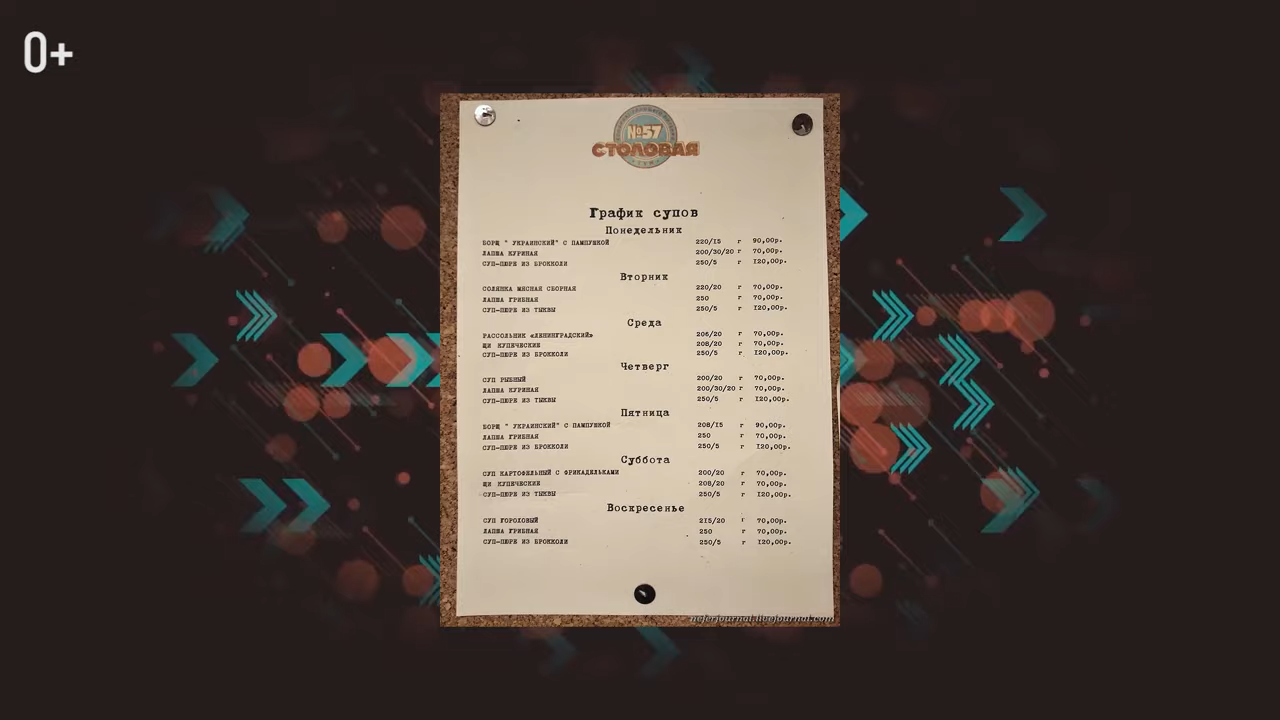 0+
№57
СТОЛОВАЯ
График супов
Понедельник
БОРЩ " УКРАИНСКИЙ" С ПАМПУШКОЙ 220/15 г 90,00р.
ЛАПША КУРИНАЯ 200/30/20 г 70,00р.
СУП-ПЮРЕ ИЗ БРОККОЛИ 250/5 г 120,00р.
Вторник
СОЛЯНКА МЯСНАЯ СБОРНАЯ 220/20 г 70,00р.
ЛАПША ГРИБНАЯ 250 г 70,00р.
СУП-ПЮРЕ ИЗ ТЫКВЫ 250/5 г 120,00р.
Среда
РАССОЛЬНИК «ЛЕНИНГРАДСКИЙ» 206/20 г 70,00р.
ЩИ КУПЕЧЕСКИЕ 208/20 г 70,00р.
СУП-ПЮРЕ ИЗ БРОККОЛИ 250/5 г 120,00р.
Четверг
СУП РЫБНЫЙ 200/20 г 70,00р.
ЛАПША КУРИНАЯ 200/30/20 г 70,00р.
СУП-ПЮРЕ ИЗ ТЫКВЫ 250/5 г 120,00р.
Пятница
БОРЩ " УКРАИНСКИЙ" С ПАМПУШКОЙ 208/15 г 90,00р.
ЛАПША ГРИБНАЯ 250 г 70,00р.
СУП-ПЮРЕ ИЗ БРОККОЛИ 250/5 г 120,00р.
Суббота
СУП КАРТОФЕЛЬНЫЙ С ФРИКАДЕЛЬКАМИ 200/20 г 70,00р.
ЩИ КУПЕЧЕСКИЕ 208/20 г 70,00р.
СУП-ПЮРЕ ИЗ ТЫКВЫ 250/5 г 120,00р.
Воскресенье
СУП ГОРОХОВЫЙ 215/20 г 70,00р.
ЛАПША ГРИБНАЯ 250 г 70,00р.
СУП-ПЮРЕ ИЗ БРОККОЛИ 250/5 г 120,00р.
neferjournal.livejournal.com